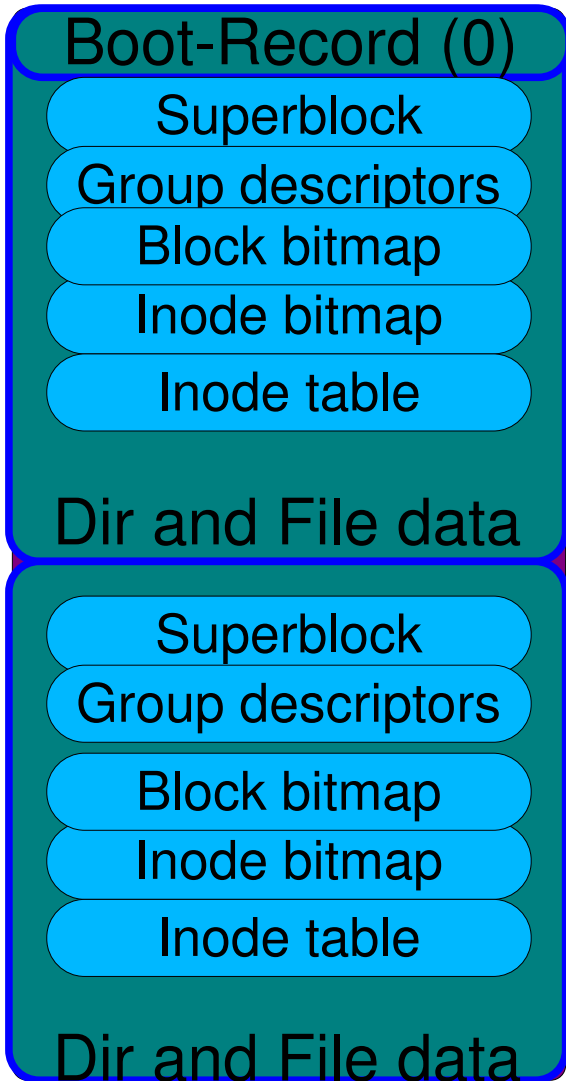 Boot-Record (0)
Superblock
Group descriptors
Block bitmap
Inode bitmap
Inode table
Dir and File data
Superblock
Group descriptors
Block bitmap
Inode bitmap
Inode table
Dir and File data